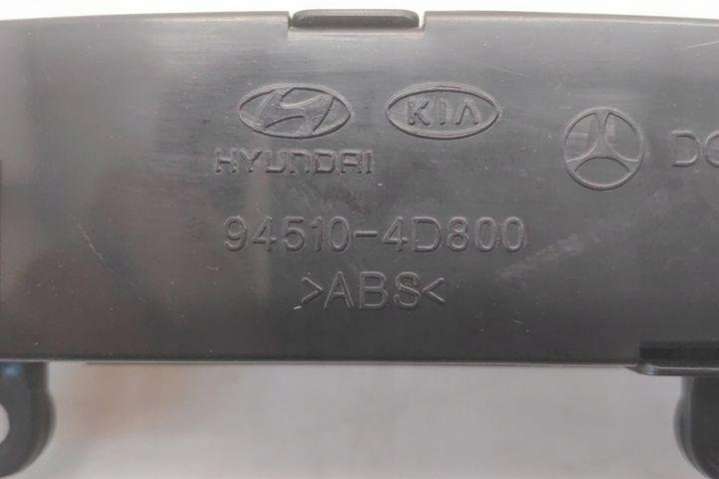 KIA
HYUNDAI
94510-4D800
>ABS<